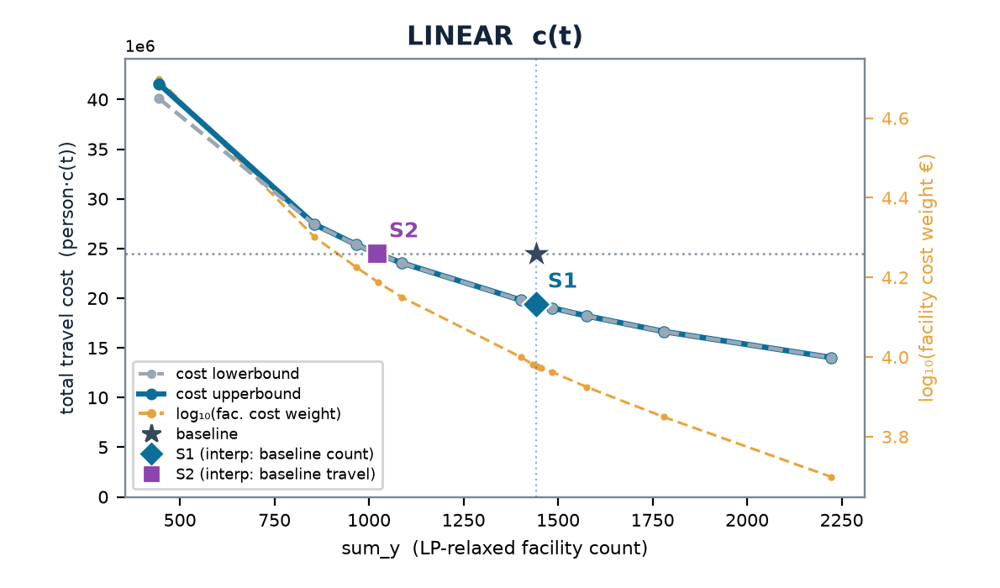 LINEAR c(t)
1e6
40
35
30
25
20
15
10
5
0
total travel cost (person·c(t))
4.6
4.4
4.2
4.0
3.8
log₁₀(facility cost weight €)
S2
S1
cost lowerbound
cost upperbound
log₁₀(fac. cost weight)
baseline
S1 (interp: baseline count)
S2 (interp: baseline travel)
500 750 1000 1250 1500 1750 2000 2250
sum_y (LP-relaxed facility count)